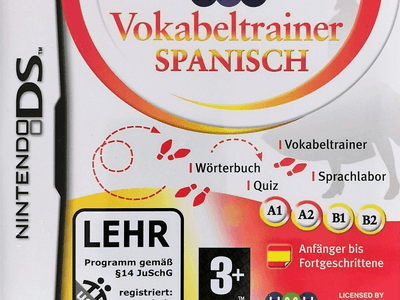 Vokabeltrainer
SPANISCH
NINTENDO DS
TM
Vokabeltrainer
Wörterbuch
Sprachlabor
Quiz
A1 A2 B1 B2
LEHR
Programm gemäß
§14 JuSchG
registriert:
3+
Anfänger bis
Fortgeschrittene
LICENSED BY